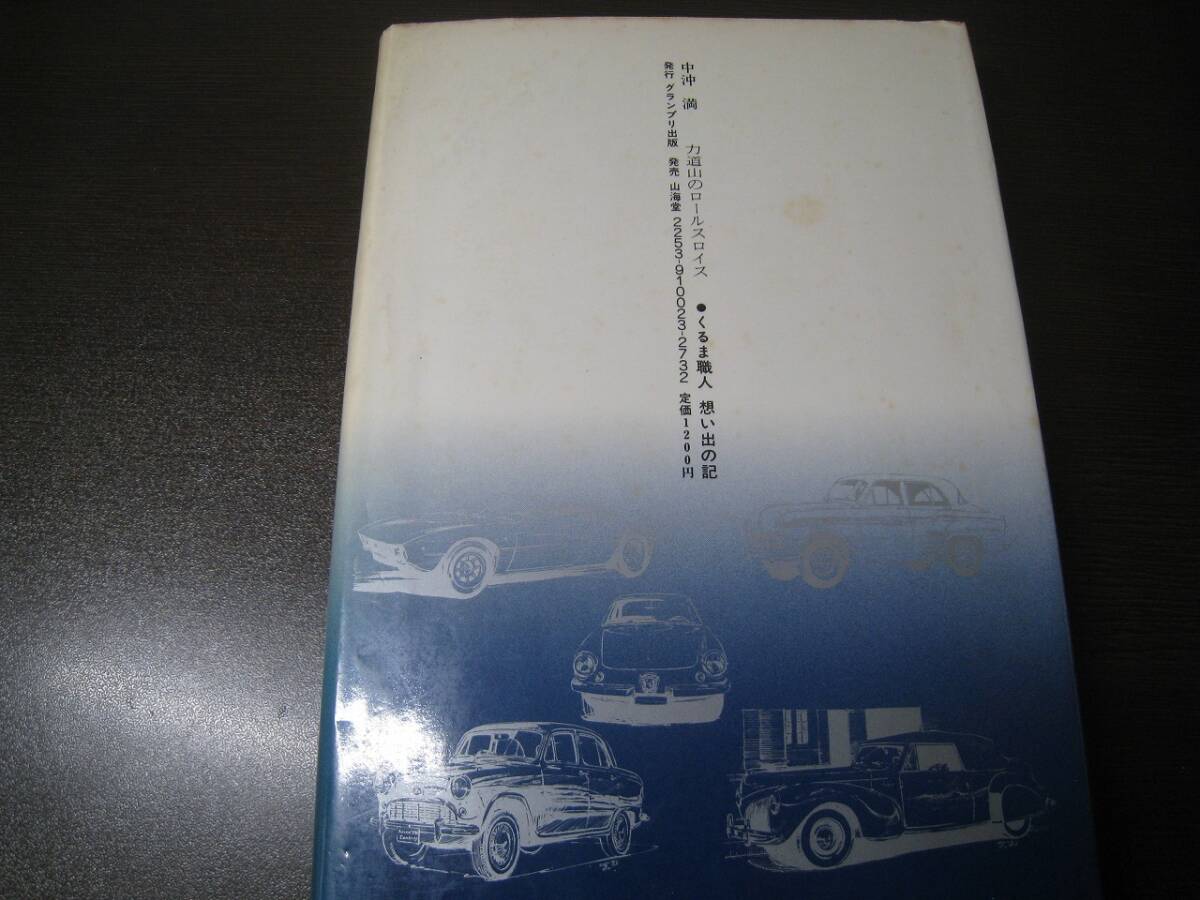 中沖 満 力道山のロールスロイス ●くるま職人 想い出の記
発行 グランプリ出版 発売 山海堂 2253-910023-2732 定価1200円